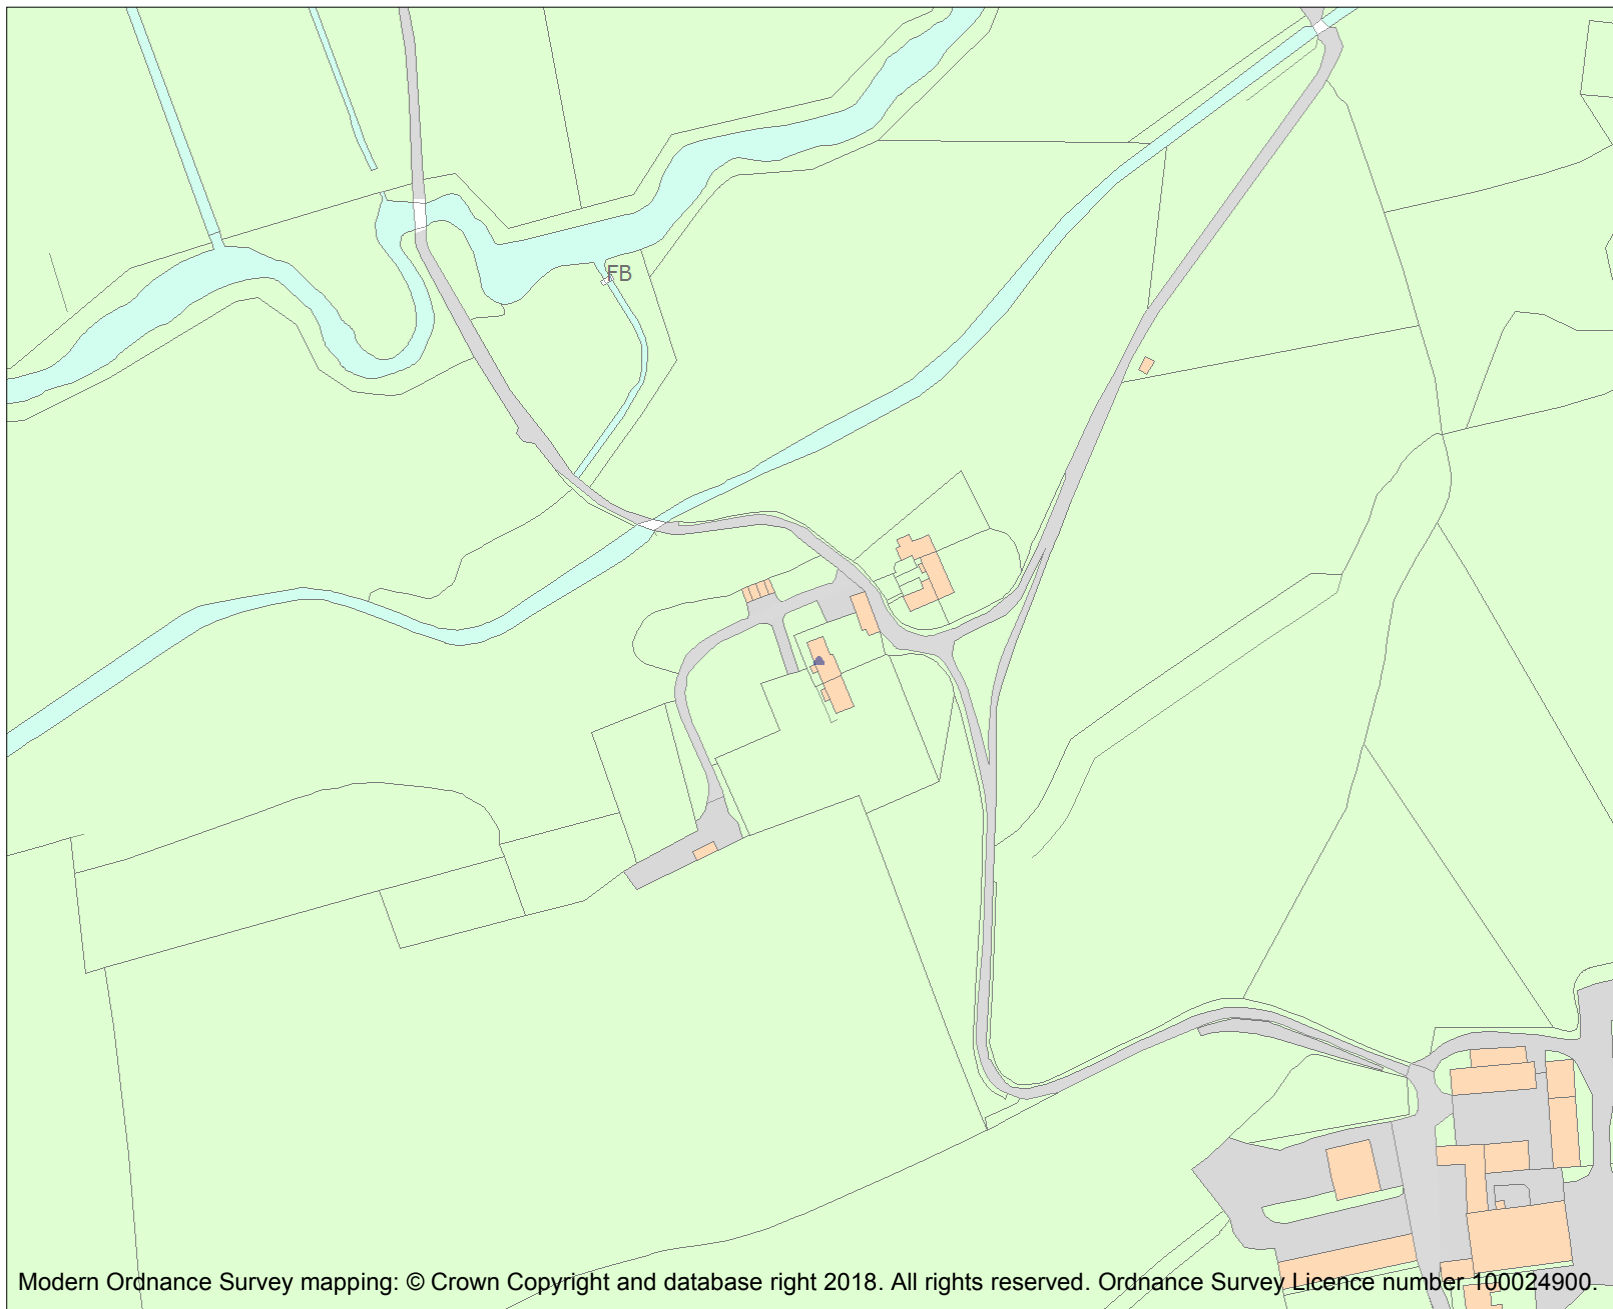 FB
Modern Ordnance Survey mapping: © Crown Copyright and database right 2018. All rights reserved. Ordnance Survey Licence number 100024900.